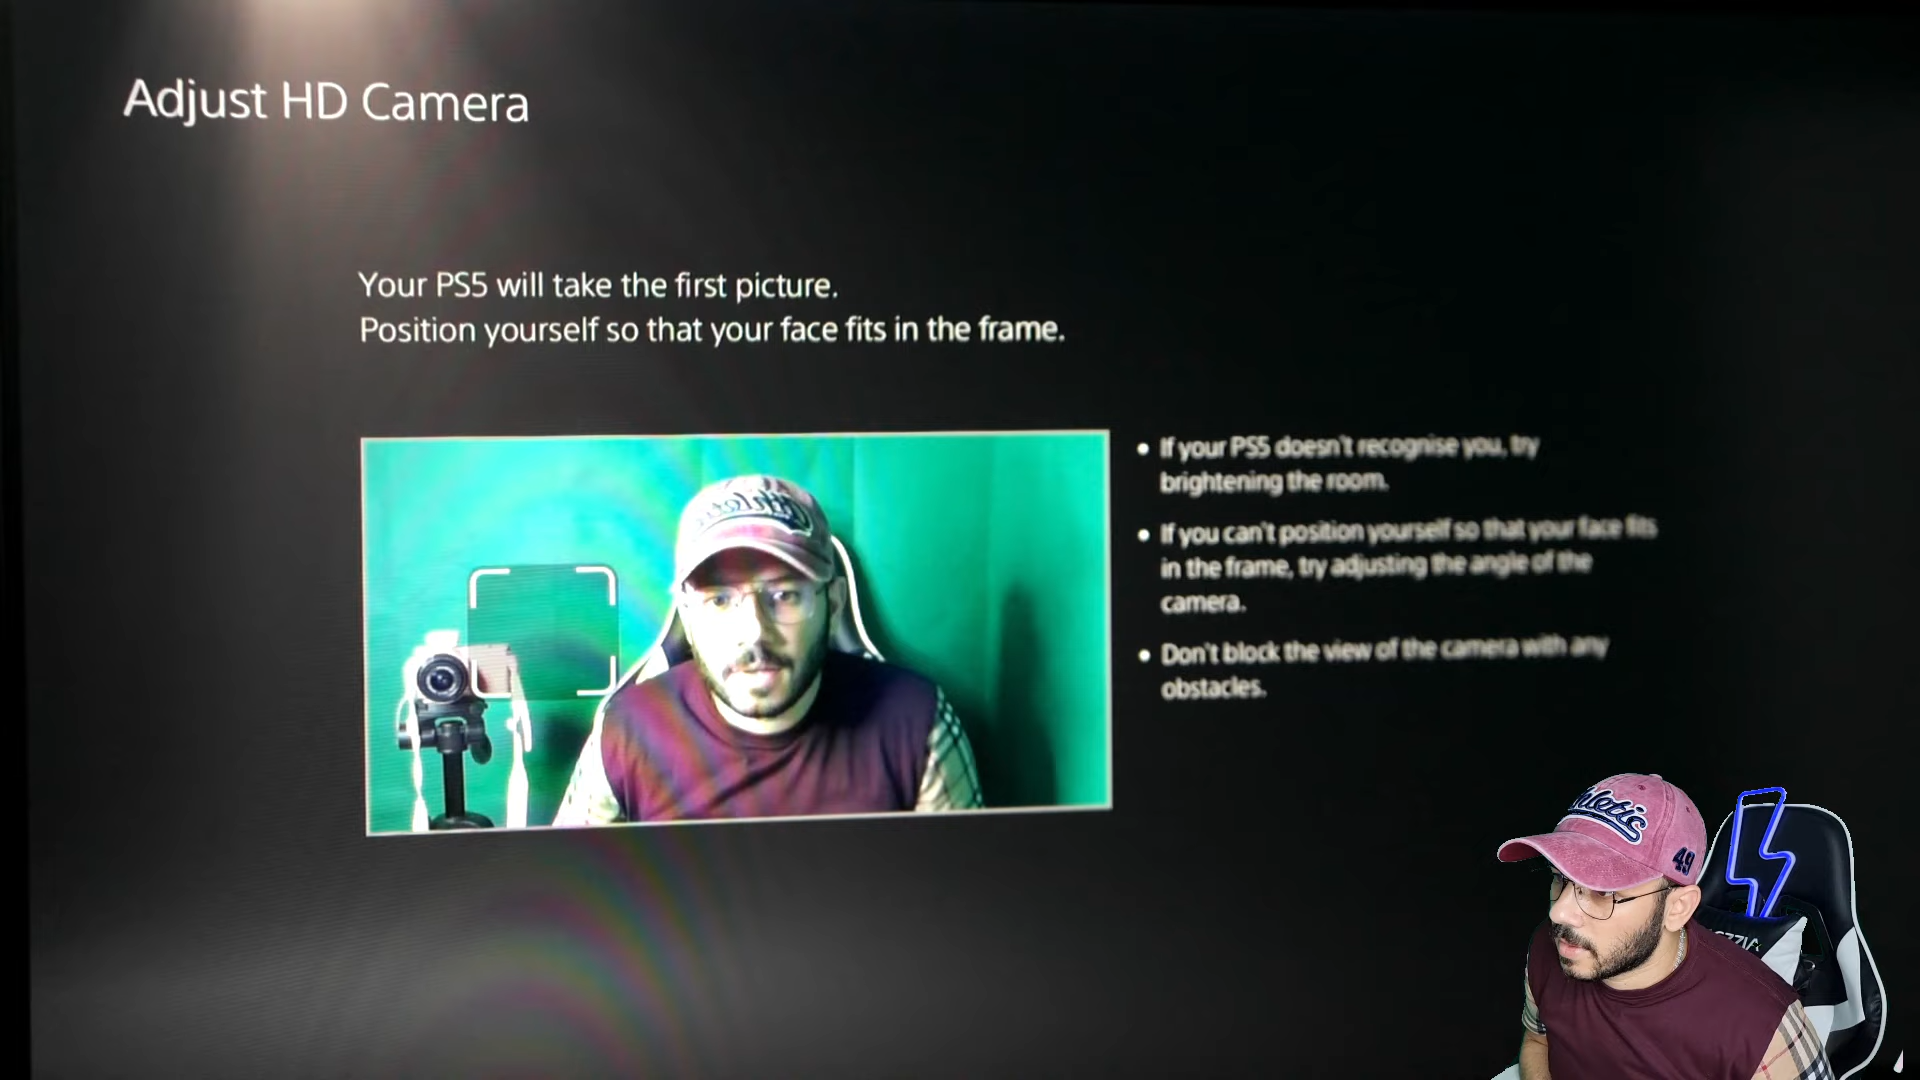 Adjust HD Camera
Your PS5 will take the first picture.
Position yourself so that your face fits in the frame.
• If your PS5 doesn't recognise you, try
brightening the room.
• If you can't position yourself so that your face fits
in the frame, try adjusting the angle of the
camera.
• Don't block the view of the camera with any
obstacles.
Athletic
thletic
49